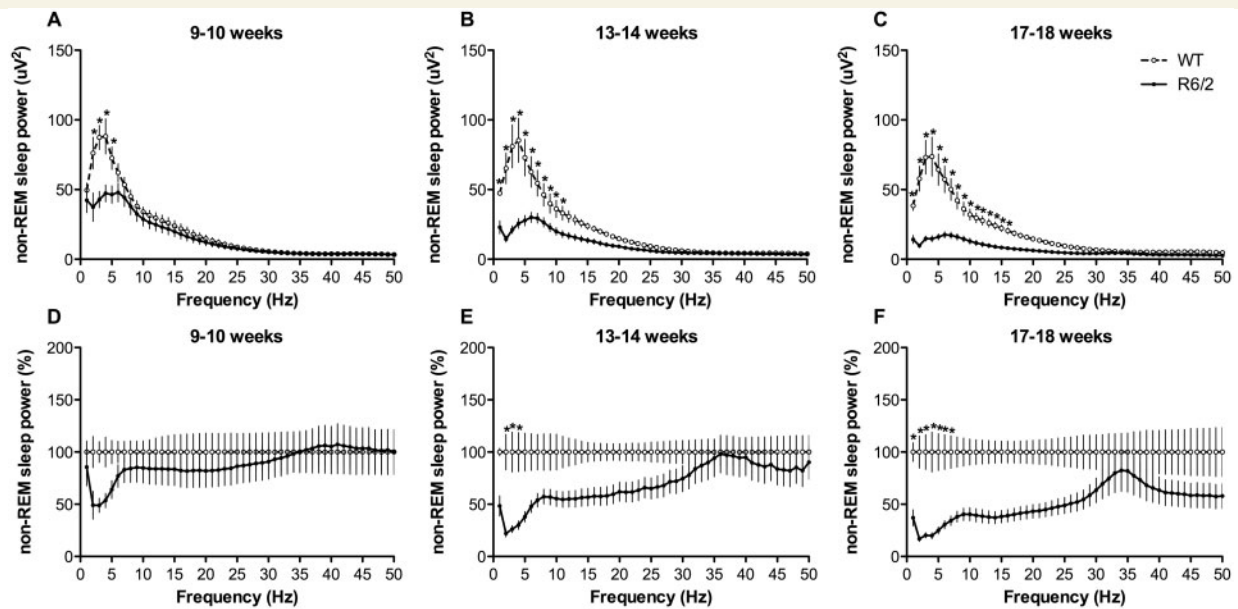 A
9-10 weeks
non-REM sleep power (uV²)
150
100
50
0
0 5 10 15 20 25 30 35 40 45 50
Frequency (Hz)
* * * *
B
13-14 weeks
non-REM sleep power (uV²)
150
100
50
0
0 5 10 15 20 25 30 35 40 45 50
Frequency (Hz)
* * * * * * * * * * *
C
17-18 weeks
non-REM sleep power (uV²)
150
100
50
0
0 5 10 15 20 25 30 35 40 45 50
Frequency (Hz)
* * * * * * * * * * * * * * * *
WT
R6/2
D
9-10 weeks
non-REM sleep power (%)
200
150
100
50
0
0 5 10 15 20 25 30 35 40 45 50
Frequency (Hz)
E
13-14 weeks
non-REM sleep power (%)
200
150
100
50
0
0 5 10 15 20 25 30 35 40 45 50
Frequency (Hz)
* * *
F
17-18 weeks
non-REM sleep power (%)
200
150
100
50
0
0 5 10 15 20 25 30 35 40 45 50
Frequency (Hz)
* * * * * * *